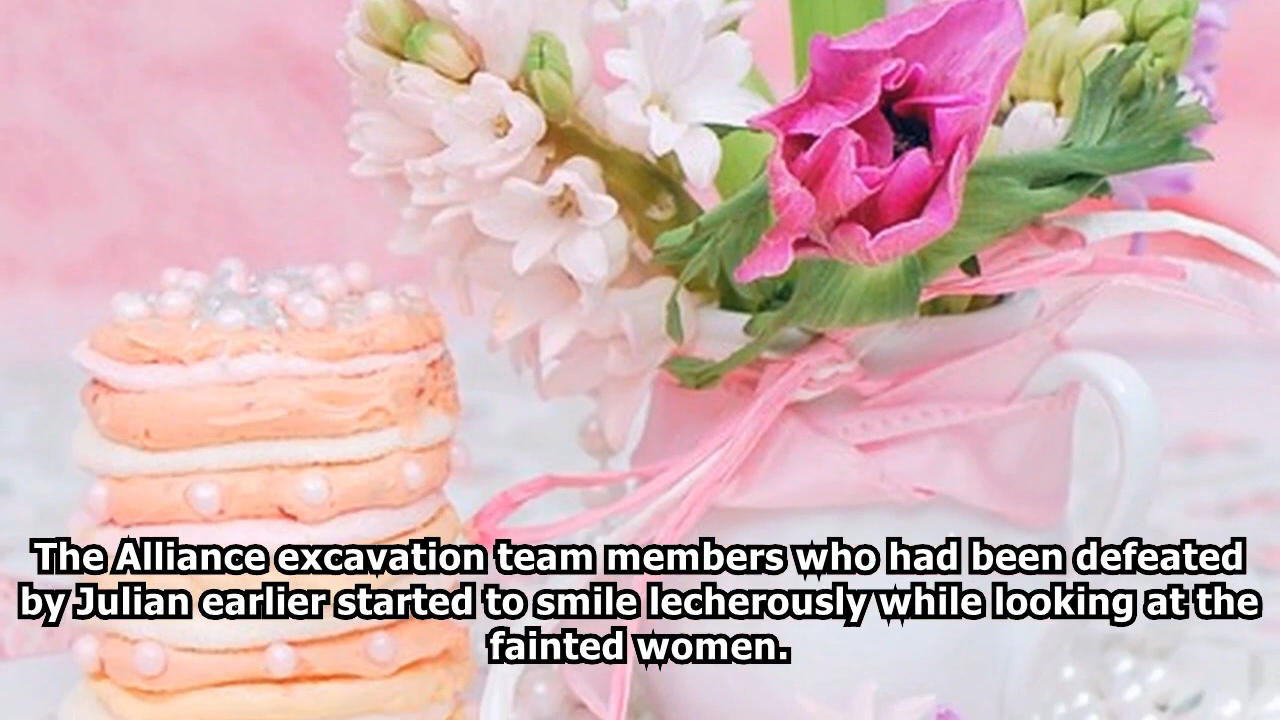 The Alliance excavation team members who had been defeated
by Julian earlier started to smile lecherously while looking at the
fainted women.